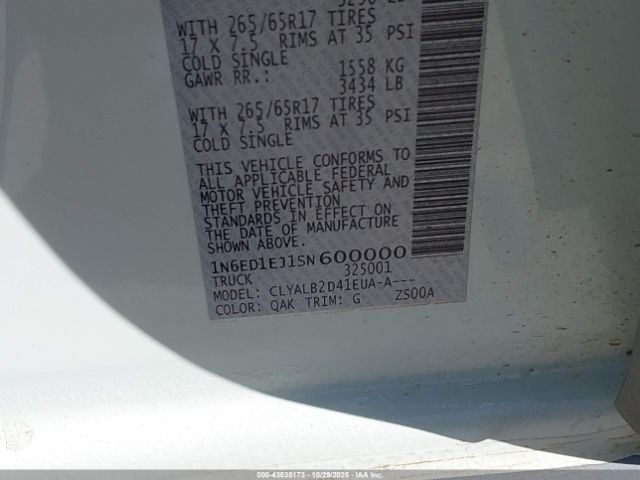 WITH 265/65R17 TIRES
17 X 7.5 RIMS AT 35 PSI
COLD SINGLE
GAWR RR.: 1558 KG
3434 LB
WITH 265/65R17 TIRES
17 X 7.5 RIMS AT 35 PSI
COLD SINGLE
THIS VEHICLE CONFORMS TO
ALL APPLICABLE FEDERAL
MOTOR VEHICLE SAFETY AND
THEFT PREVENTION
STANDARDS IN EFFECT ON
THE DATE OF MANUFACTURE
SHOWN ABOVE
1N6ED1EJ1SN600000
TRUCK 325001
MODEL: CLYALB2D41EUA-A---
COLOR: QAK TRIM: G ZS00A
000-43535173 - 10/29/2025 - IAAI.com